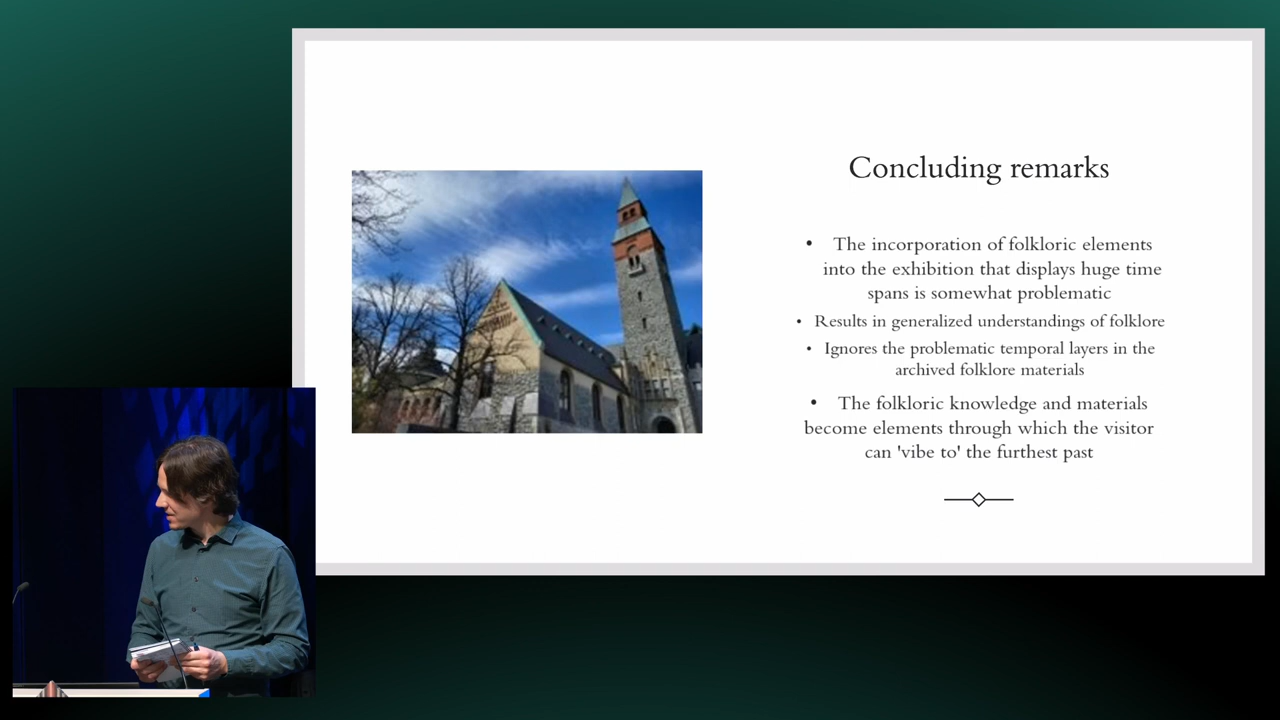 Concluding remarks
• The incorporation of folkloric elements
into the exhibition that displays huge time
spans is somewhat problematic
• Results in generalized understandings of folklore
• Ignores the problematic temporal layers in the
archived folklore materials
• The folkloric knowledge and materials
become elements through which the visitor
can 'vibe to' the furthest past